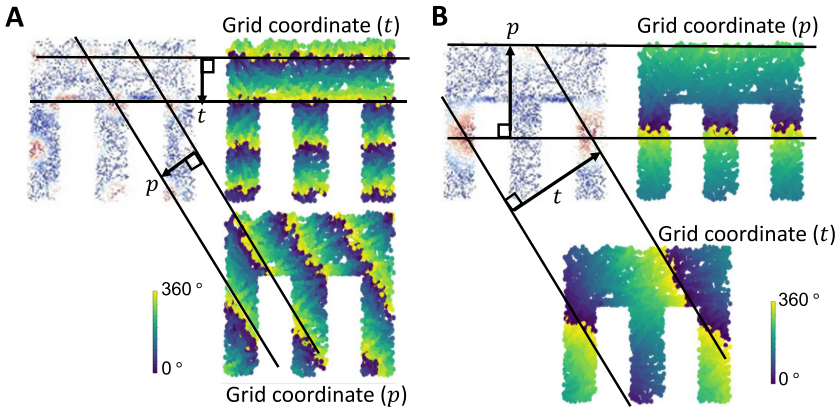 A
Grid coordinate (t)
t
p
360 °
0 °
Grid coordinate (p)
B
p
Grid coordinate (p)
t
Grid coordinate (t)
360 °
0 °